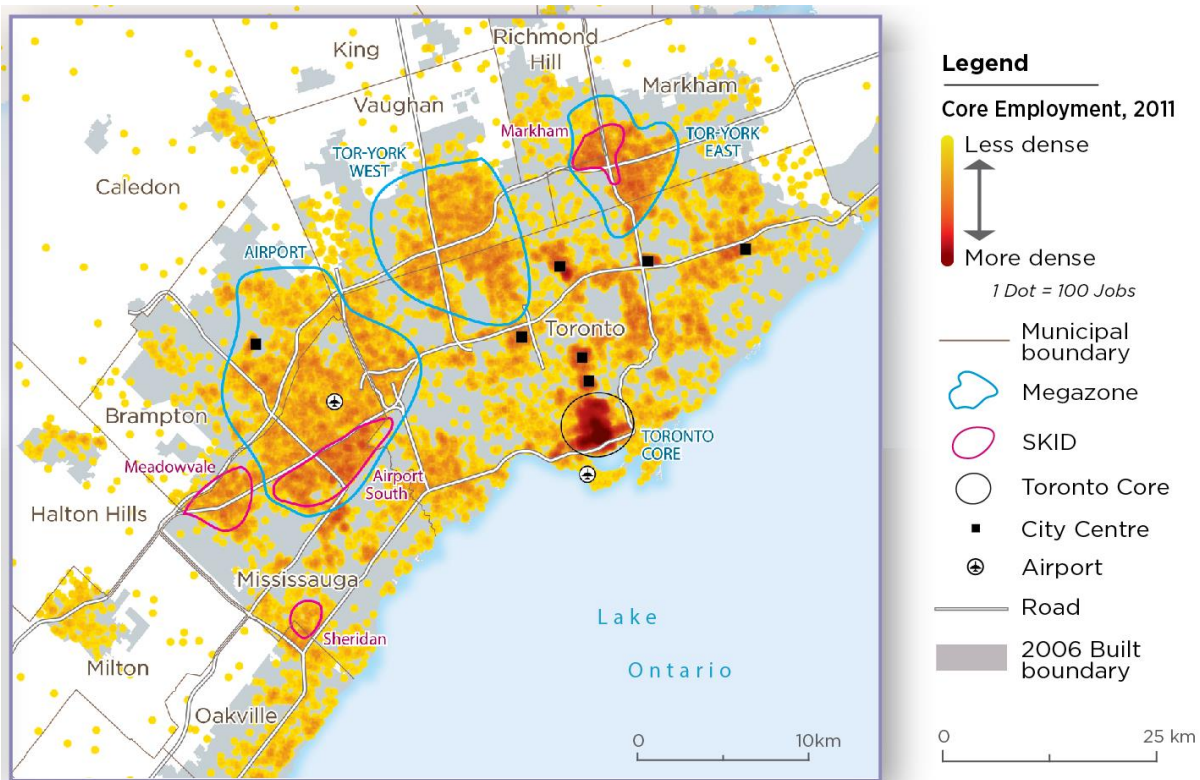 King
Richmond
Hill
Markham
Vaughan
Markham
TOR-YORK
EAST
TOR-YORK
WEST
Caledon
AIRPORT
Toronto
Brampton
TORONTO
CORE
Meadowvale
Airport
South
Halton Hills
Mississauga
Sheridan
Lake
Ontario
Milton
Oakville
0 10km
Legend
Core Employment, 2011
Less dense
More dense
1 Dot = 100 Jobs
Municipal
boundary
Megazone
SKID
Toronto Core
City Centre
Airport
Road
2006 Built
boundary
0 25 km